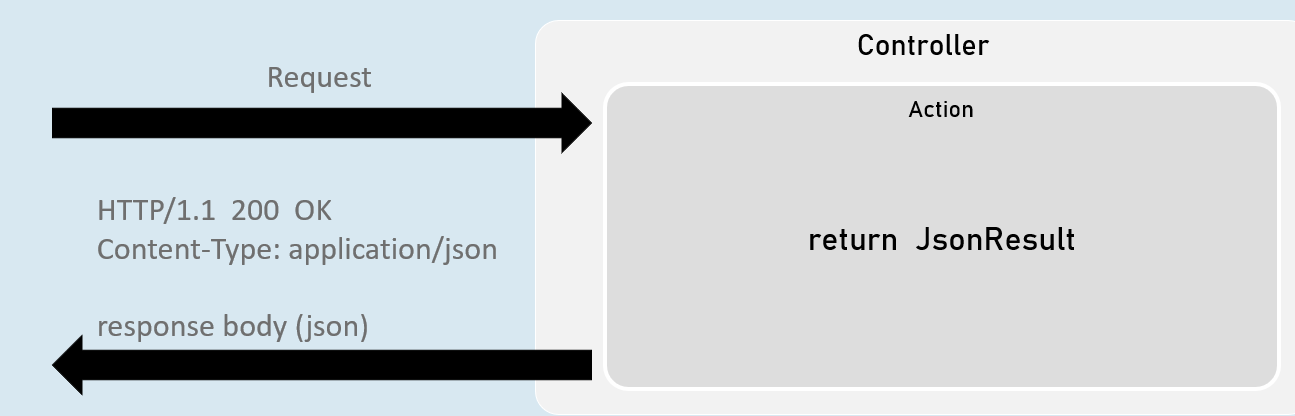 Controller
Request
Action
HTTP/1.1 200 OK
Content-Type: application/json
return JsonResult
response body (json)